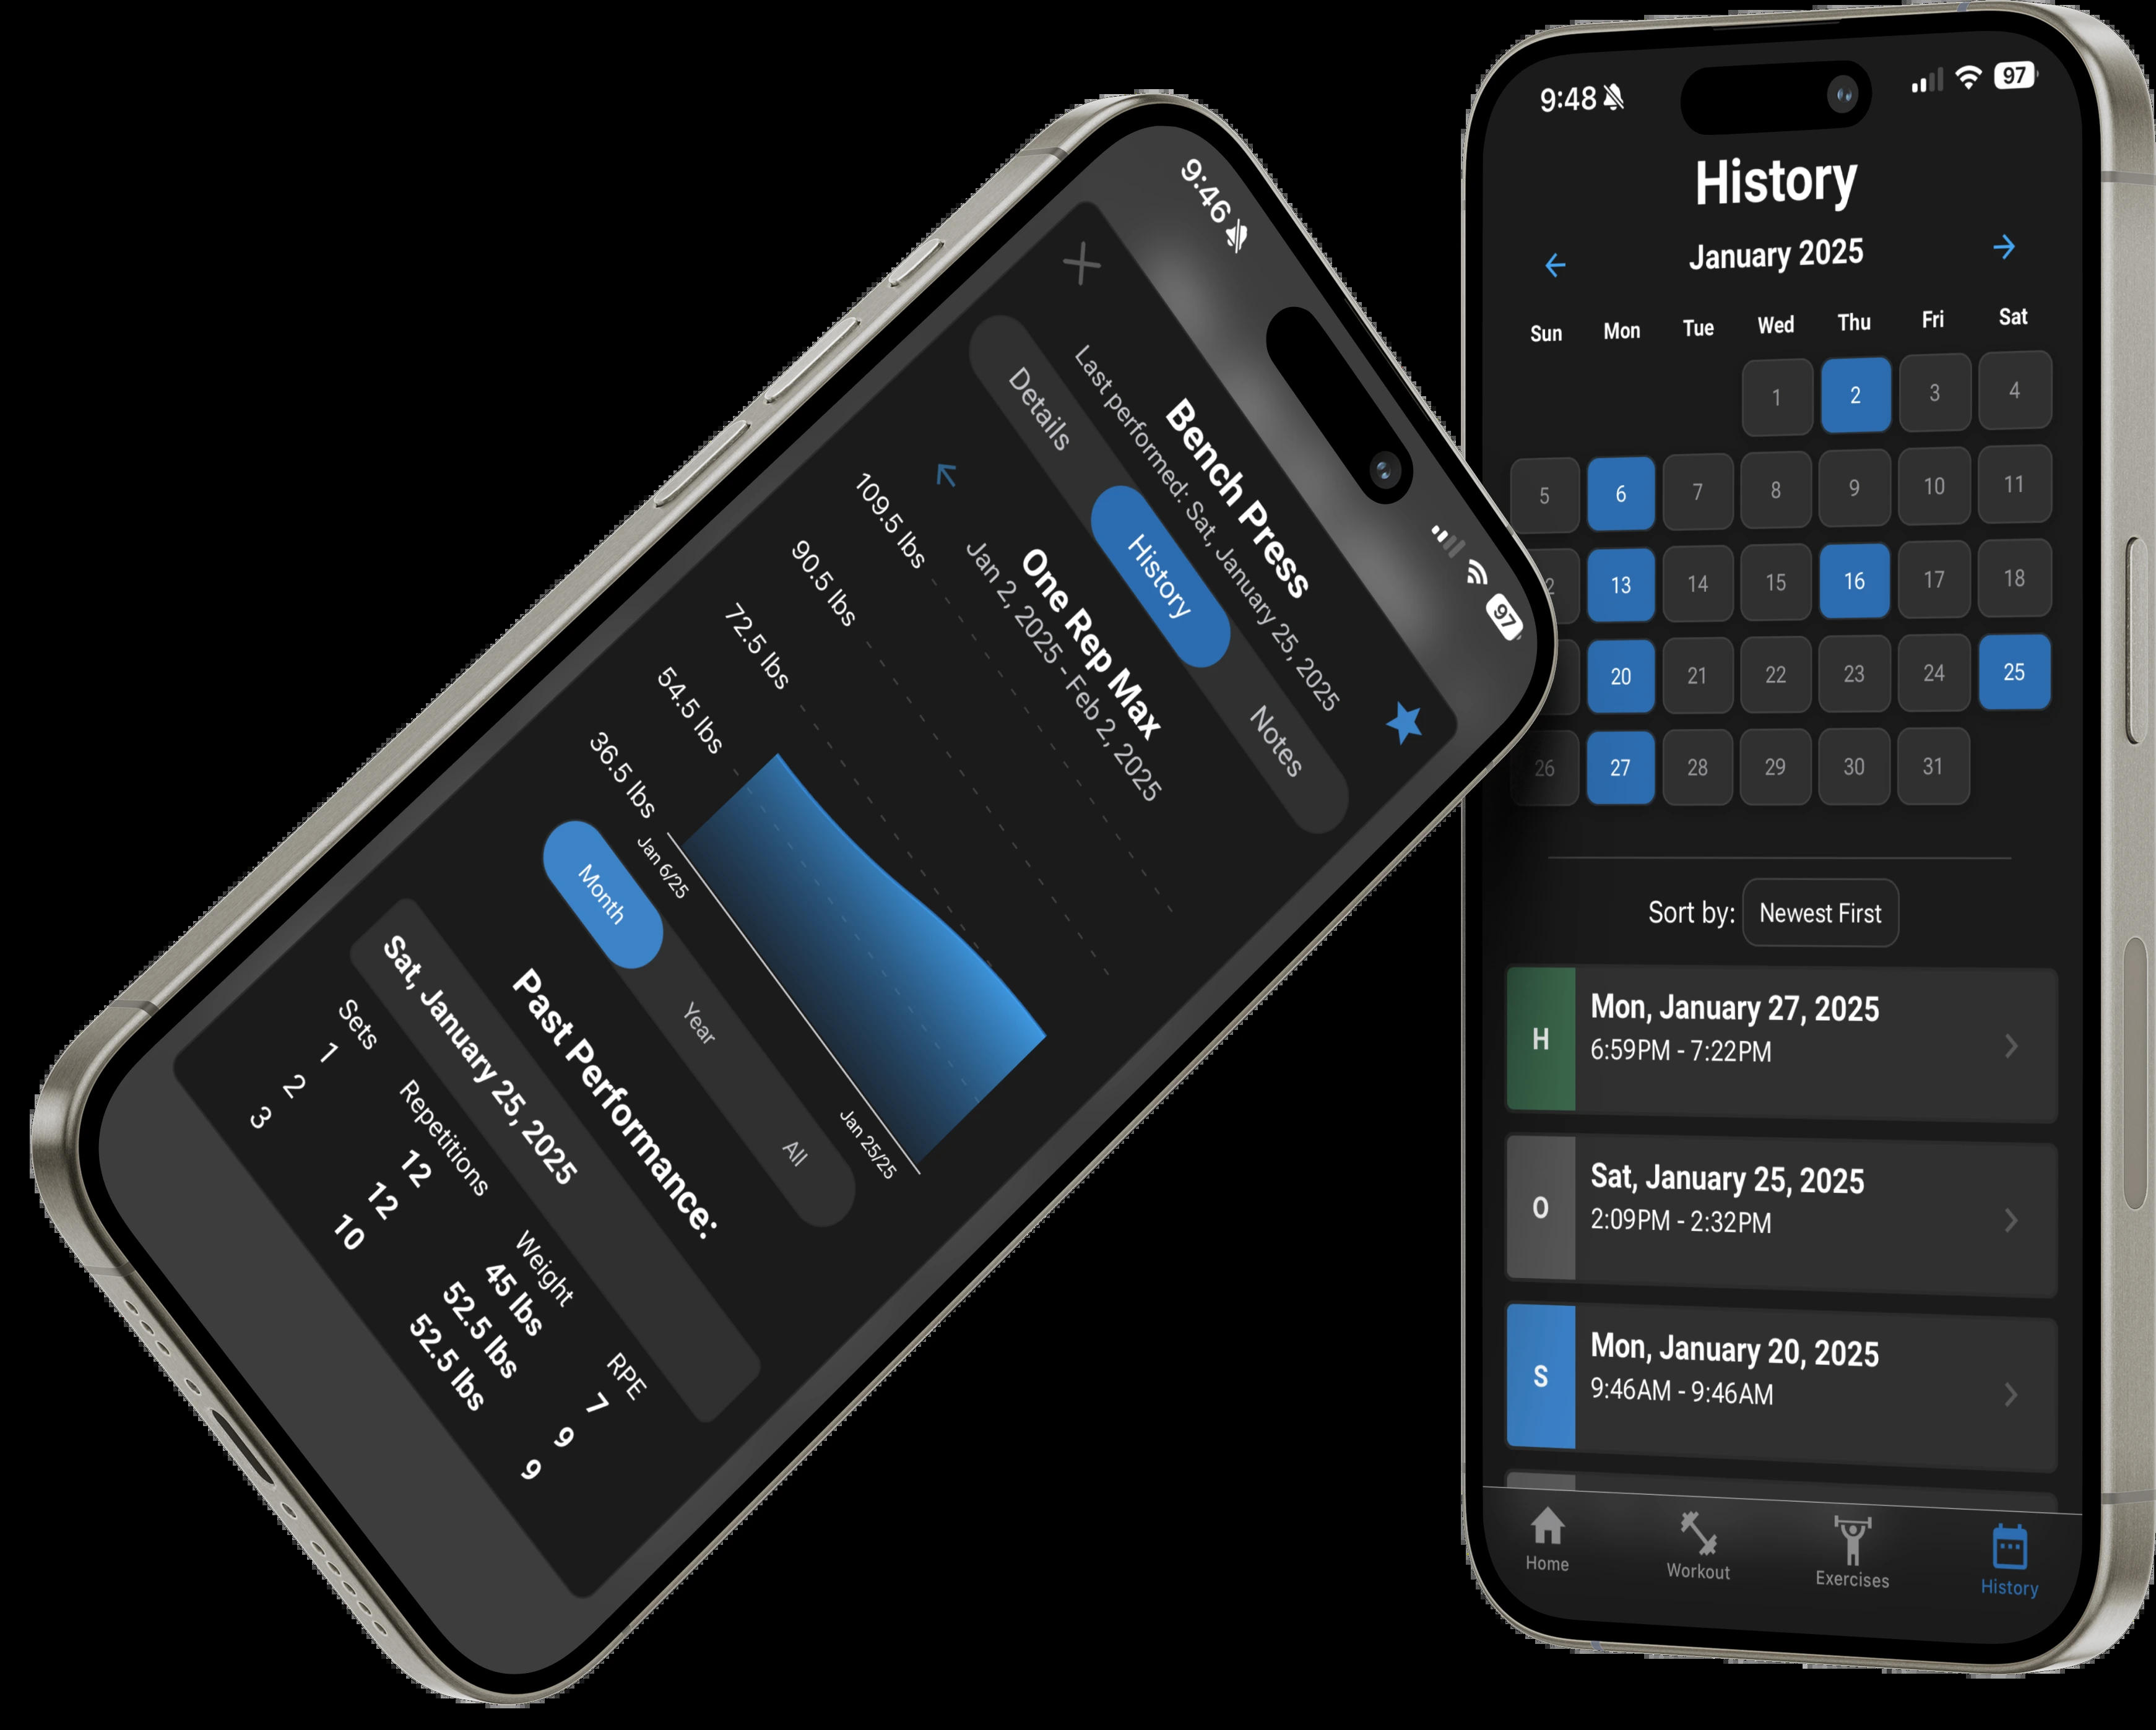 9:46
97
Bench Press
Last performed: Sat, January 25, 2025
Details
History
Notes
One Rep Max
Jan 2, 2025 - Feb 2, 2025
109.5 lbs
90.5 lbs
72.5 lbs
54.5 lbs
36.5 lbs
Jan 6/25 Jan 25/25
Month Year All
Past Performance:
Sat, January 25, 2025
Sets Repetitions Weight RPE
1 12 45 lbs 7
2 12 52.5 lbs 9
3 10 52.5 lbs 9
9:48
97
History
January 2025
Sun Mon Tue Wed Thu Fri Sat
1 2 3 4
5 6 7 8 9 10 11
13 14 15 16 17 18
20 21 22 23 24 25
26 27 28 29 30 31
Sort by: Newest First
H
Mon, January 27, 2025
6:59PM - 7:22PM
O
Sat, January 25, 2025
2:09PM - 2:32PM
S
Mon, January 20, 2025
9:46AM - 9:46AM
Home Workout Exercises History